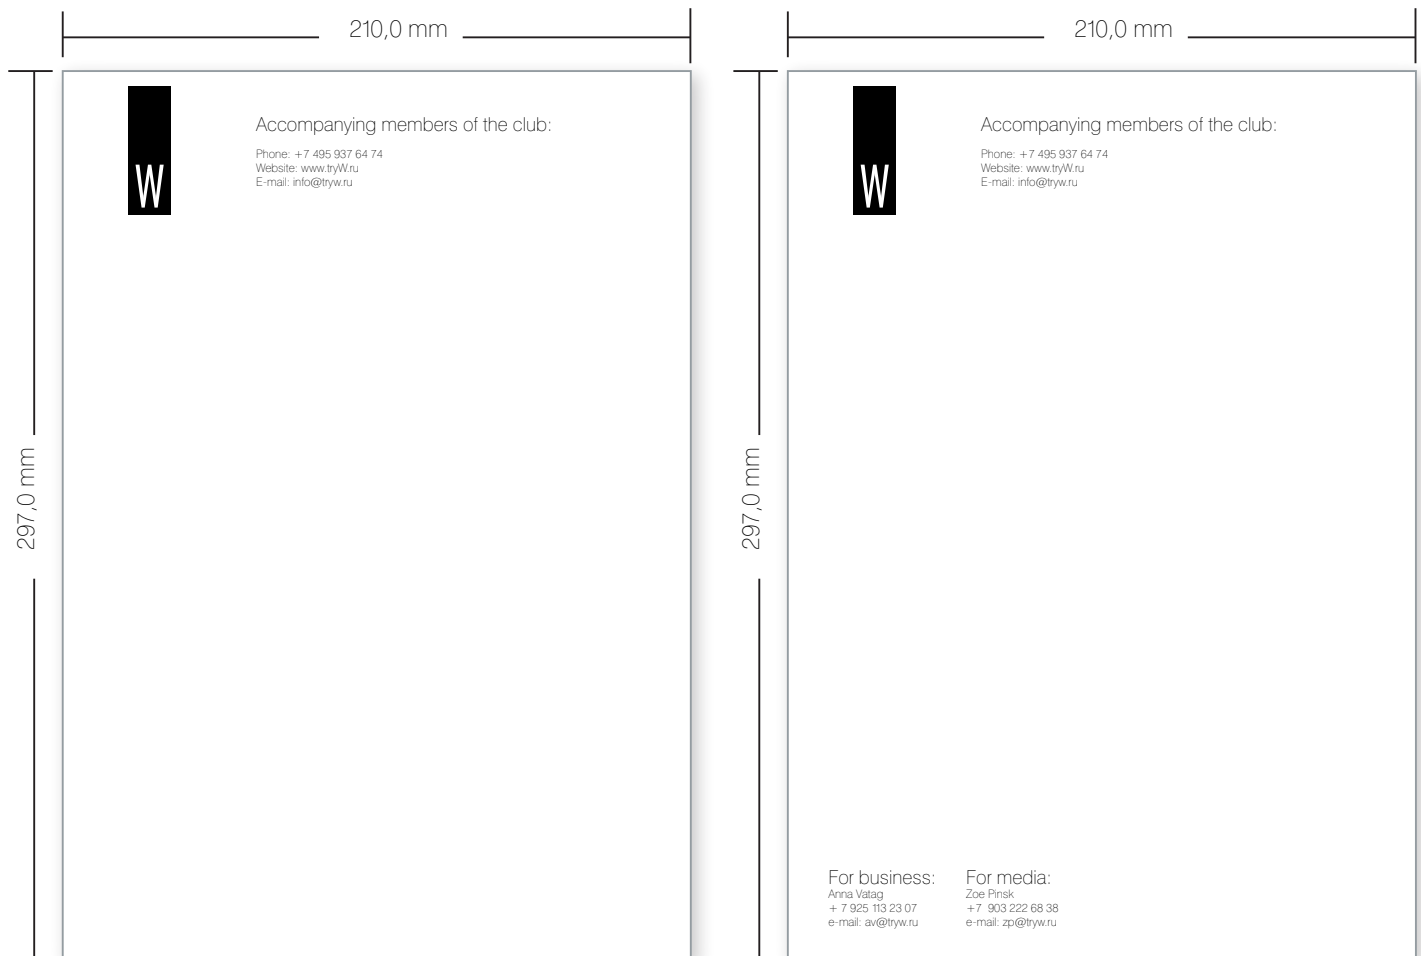 210,0 mm
297,0 mm
W
Accompanying members of the club:
Phone: +7 495 937 64 74
Website: www.tryW.ru
E-mail: info@tryw.ru
210,0 mm
297,0 mm
W
Accompanying members of the club:
Phone: +7 495 937 64 74
Website: www.tryW.ru
E-mail: info@tryw.ru
For business:
Anna Vatag
+ 7 925 113 23 07
e-mail: av@tryw.ru
For media:
Zoe Pinsk
+7  903 222 68 38
e-mail: zp@tryw.ru